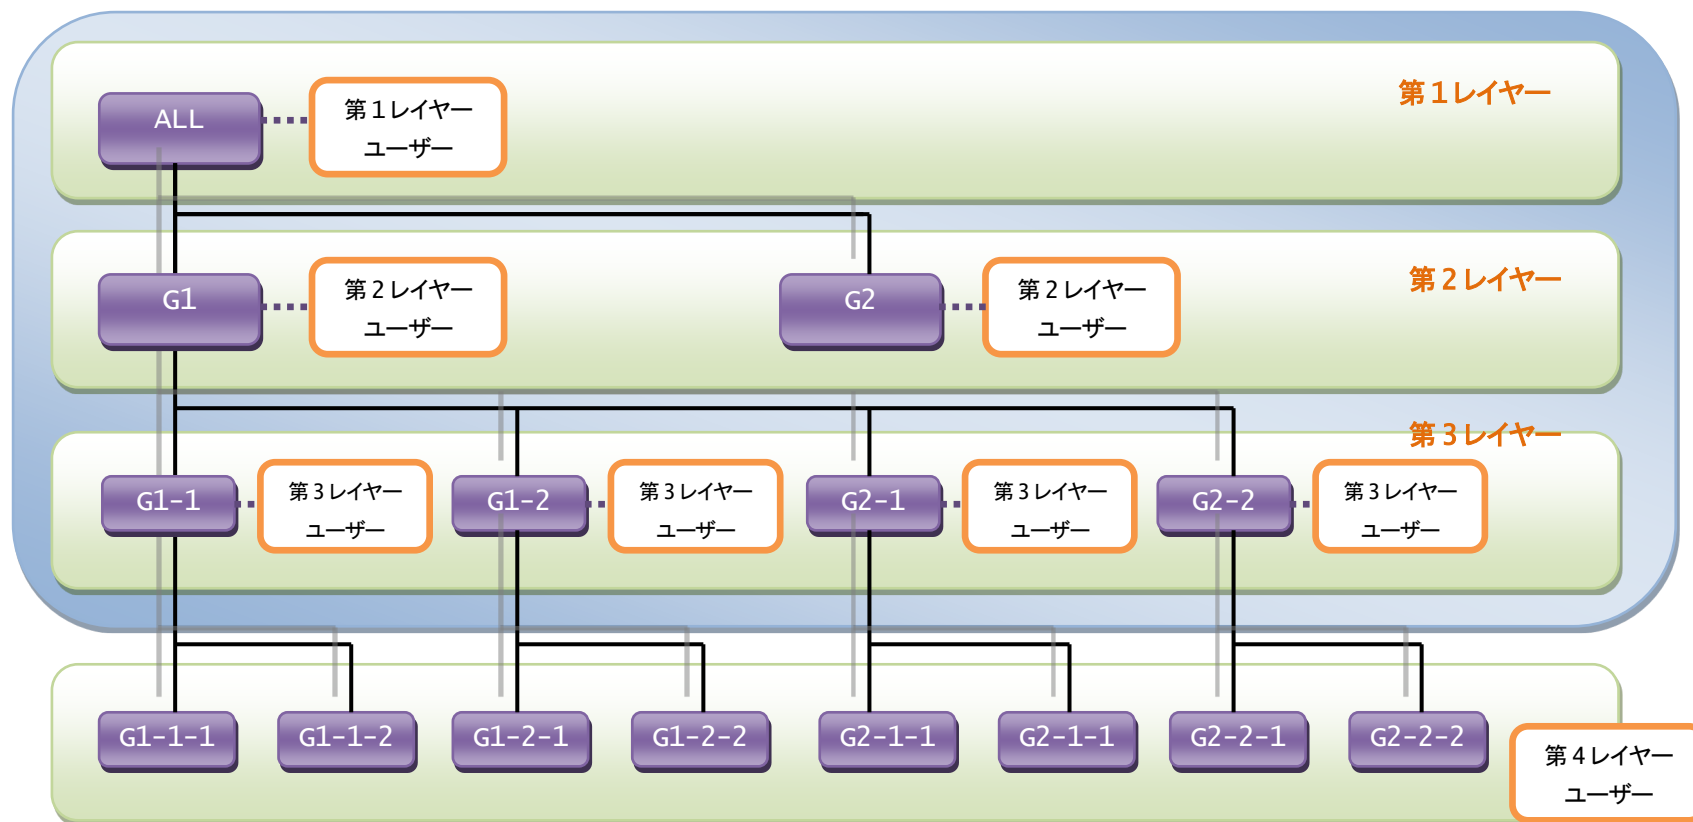 第１レイヤー
ALL
第１レイヤー
ユーザー
第２レイヤー
G1
第２レイヤー
ユーザー
G2
第２レイヤー
ユーザー
第３レイヤー
G1-1
第３レイヤー
ユーザー
G1-2
第３レイヤー
ユーザー
G2-1
第３レイヤー
ユーザー
G2-2
第３レイヤー
ユーザー
G1-1-1
G1-1-2
G1-2-1
G1-2-2
G2-1-1
G2-1-1
G2-2-1
G2-2-2
第４レイヤー
ユーザー